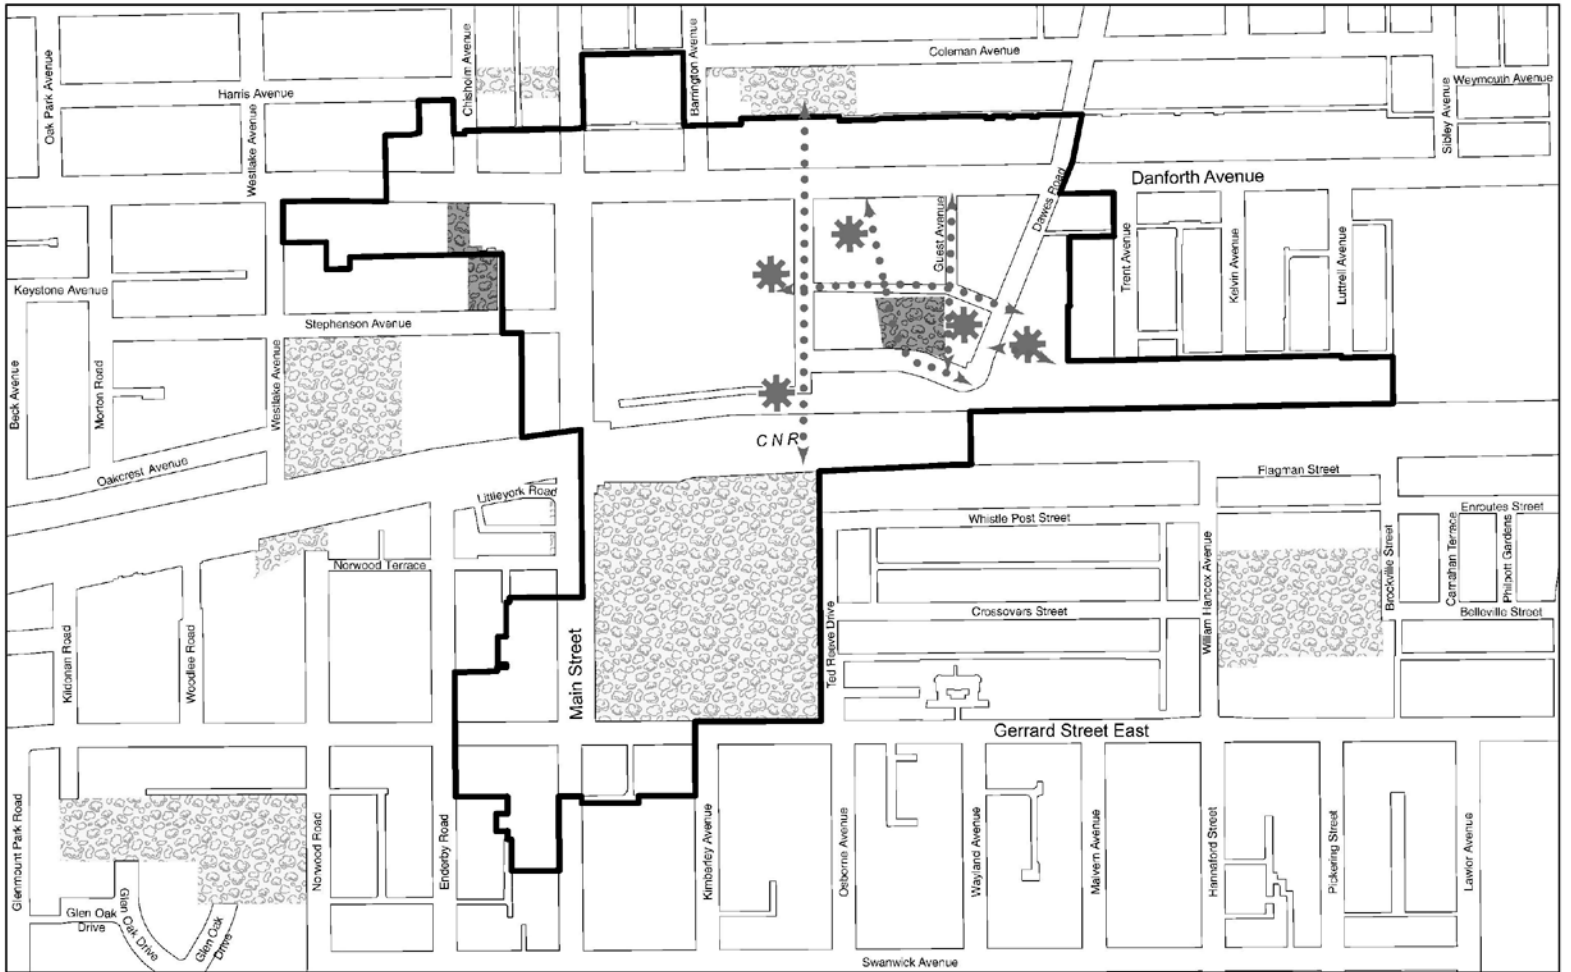 Coleman Avenue
Weymouth Avenue
Harris Avenue
Oak Park Avenue
Westlake Avenue
Chisholm Avenue
Barrington Avenue
Sibley Avenue
Danforth Avenue
Dawes Road
Guest Avenue
Trent Avenue
Kelvin Avenue
Luttrell Avenue
Keystone Avenue
Stephenson Avenue
Beck Avenue
Morton Road
Westlake Avenue
Oakcrest Avenue
CNR
Littleyork Road
Flagman Street
Enroutes Street
Whistle Post Street
Norwood Terrace
William Hancox Avenue
Brockville Street
Carnahan Terrace
Philpott Gardens
Crossovers Street
Belleville Street
Kildonan Road
Woodlee Road
Main Street
Ted Reeve Drive
Gerrard Street East
Glenmount Park Road
Norwood Road
Enderby Road
Kimberley Avenue
Osborne Avenue
Wayland Avenue
Malvern Avenue
Hannaford Street
Pickering Street
Lawlor Avenue
Glen Oak
Drive
Glen Oak Drive
Glen Oak
Drive
Swanwick Avenue